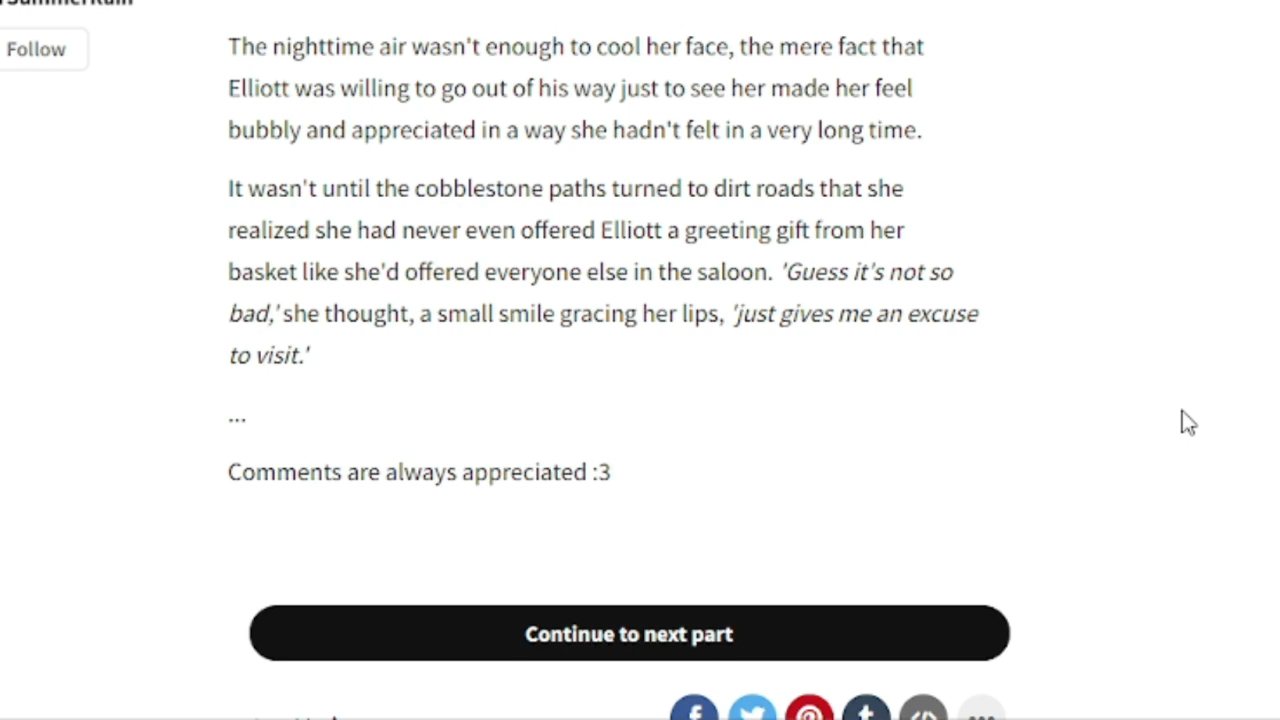 Follow
The nighttime air wasn't enough to cool her face, the mere fact that
Elliott was willing to go out of his way just to see her made her feel
bubbly and appreciated in a way she hadn't felt in a very long time.
It wasn't until the cobblestone paths turned to dirt roads that she
realized she had never even offered Elliott a greeting gift from her
basket like she'd offered everyone else in the saloon. 'Guess it's not so
bad,' she thought, a small smile gracing her lips, 'just gives me an excuse
to visit.'
...
Comments are always appreciated :3
Continue to next part